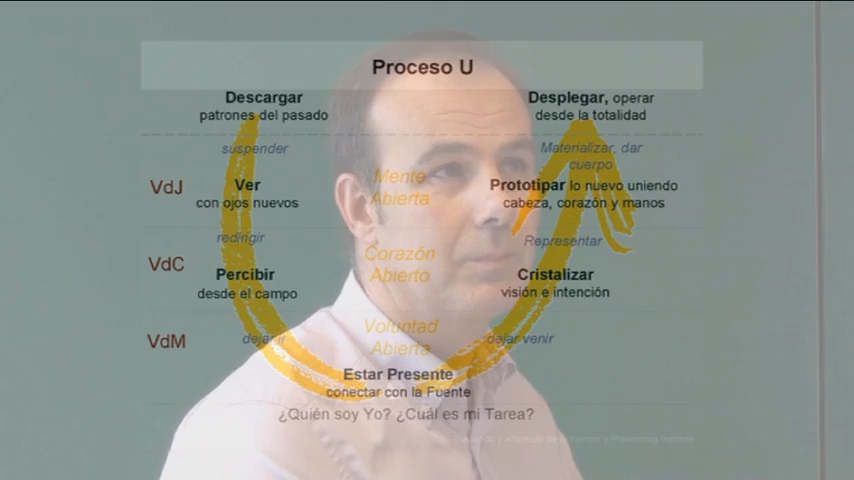 Proceso U
Descargar
patrones del pasado
Desplegar, operar
desde la totalidad
suspender
Materializar, dar
cuerpo
VdJ
Ver
con ojos nuevos
Mente
Abierta
Prototipar lo nuevo uniendo
cabeza, corazón y manos
redirigir
Representar
VdC
Percibir
desde el campo
Corazón
Abierto
Cristalizar
visión e intención
VdM
dejar ir
Voluntad
Abierta
dejar venir
Estar Presente
conectar con la Fuente
¿Quién soy Yo? ¿Cuál es mi Tarea?